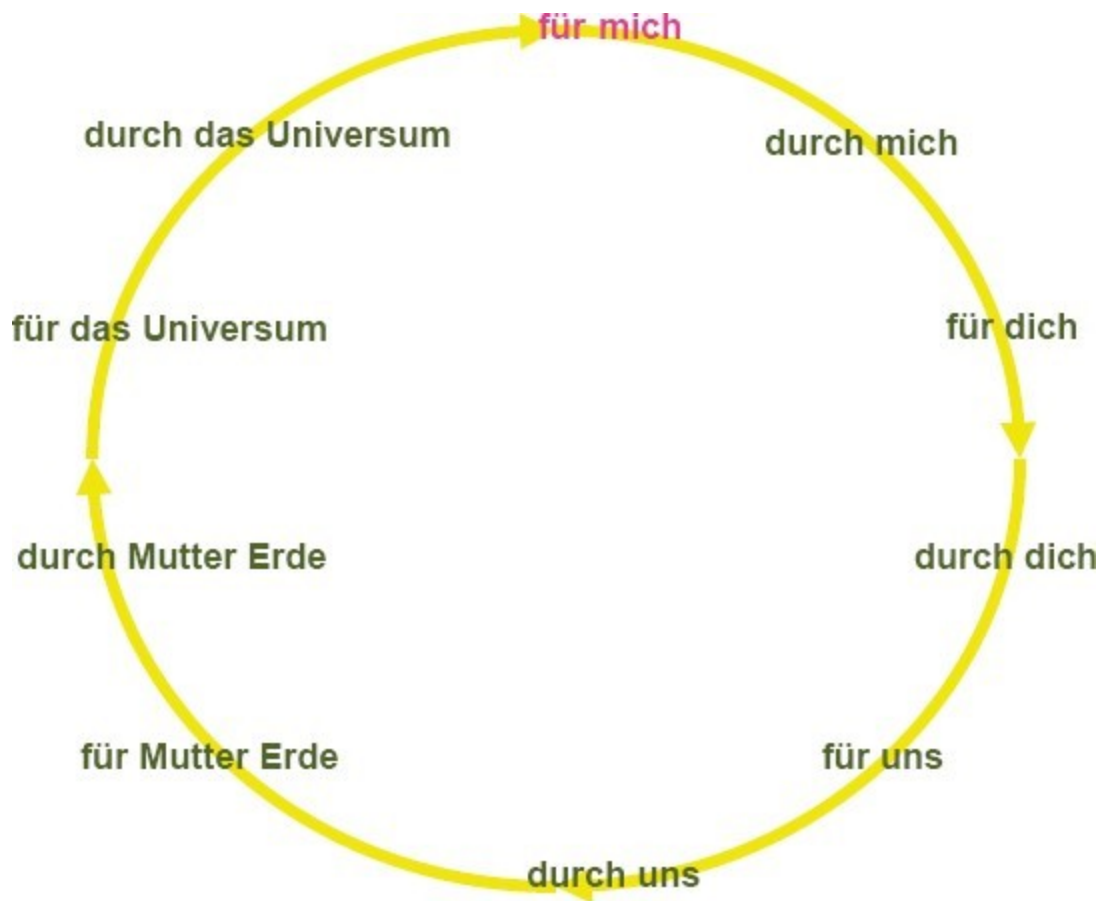 für mich
durch mich
für dich
durch dich
für uns
durch uns
für Mutter Erde
durch Mutter Erde
für das Universum
durch das Universum